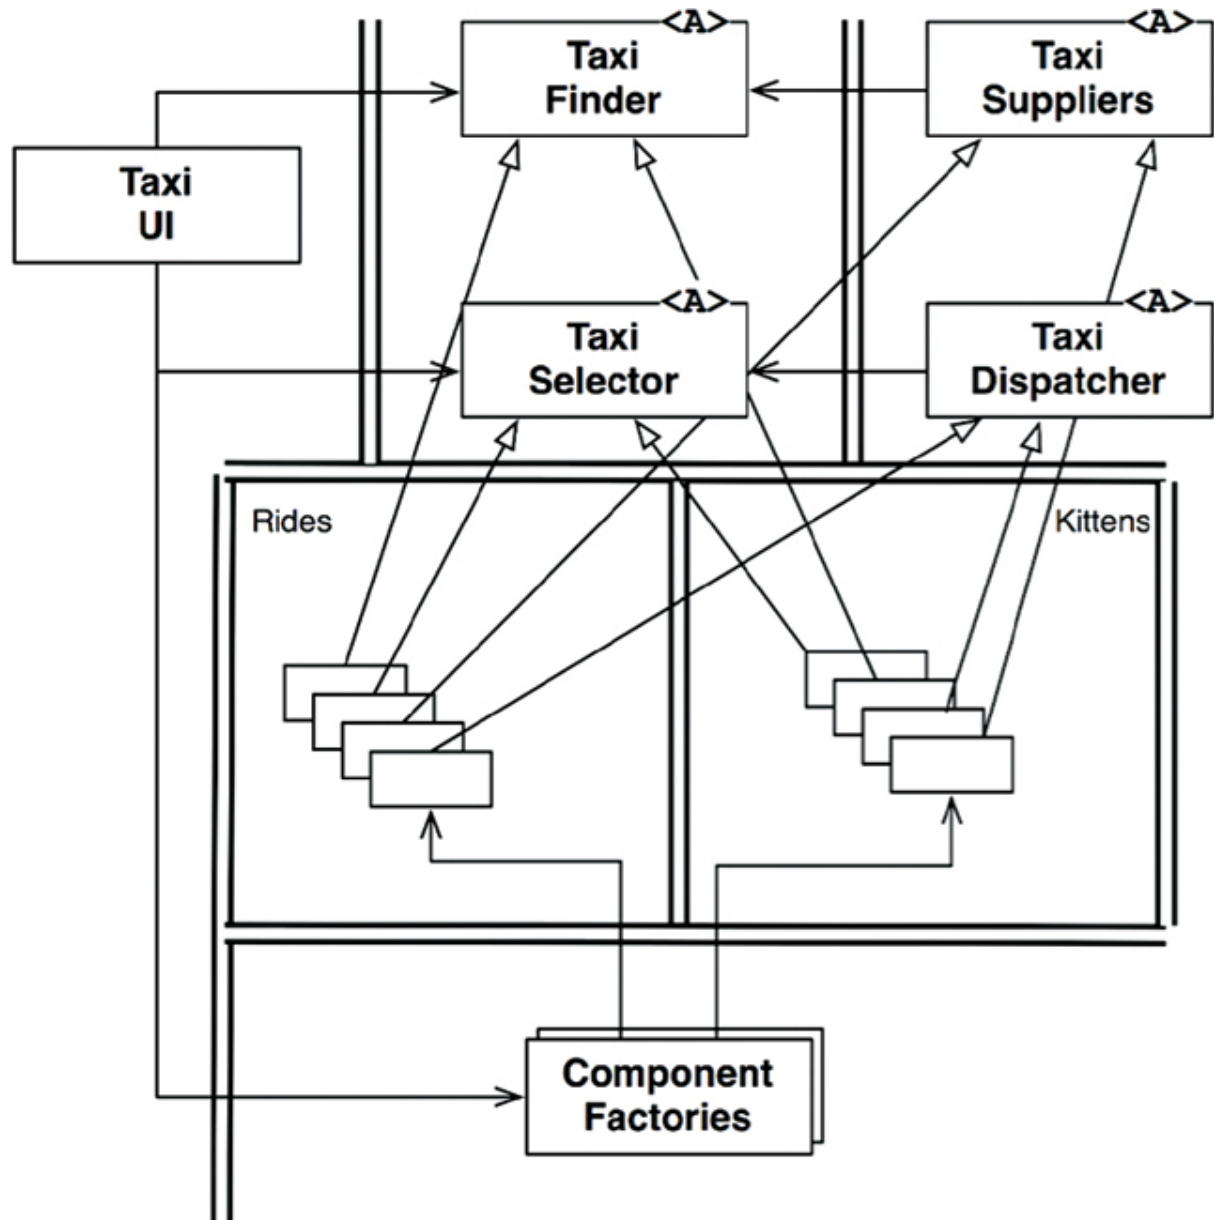 <A>
<A>
Taxi
Finder
Taxi
Suppliers
Taxi
UI
<A>
<A>
Taxi
Selector
Taxi
Dispatcher
Rides
Kittens
Component
Factories